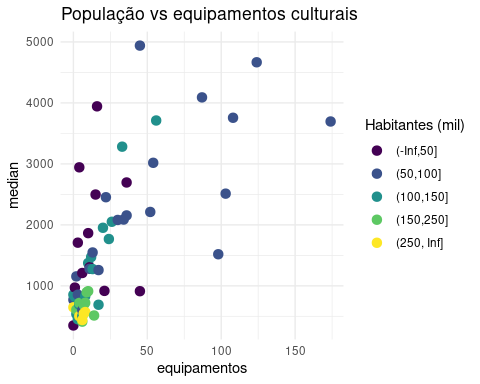 População vs equipamentos culturais
5000
4000
3000
2000
1000
median
0
50
100
150
equipamentos
Habitantes (mil)
(-Inf,50]
(50,100]
(100,150]
(150,250]
(250, Inf]